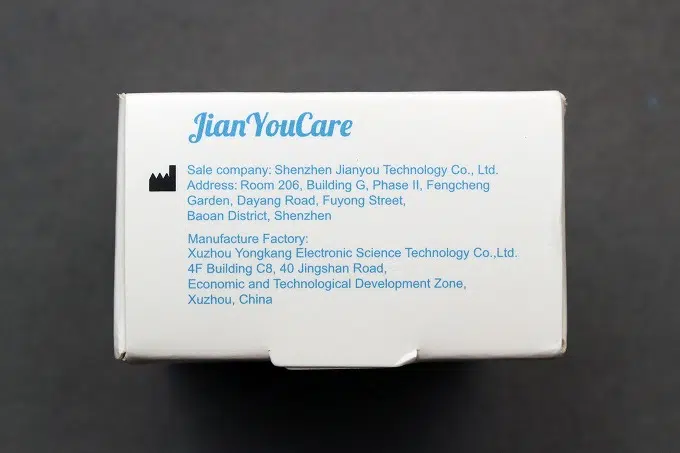 JianYouCare
Sale company: Shenzhen Jianyou Technology Co., Ltd.
Address: Room 206, Building G, Phase II, Fengcheng
Garden, Dayang Road, Fuyong Street,
Baoan District, Shenzhen
Manufacture Factory:
Xuzhou Yongkang Electronic Science Technology Co.,Ltd.
4F Building C8, 40 Jingshan Road,
Economic and Technological Development Zone,
Xuzhou, China